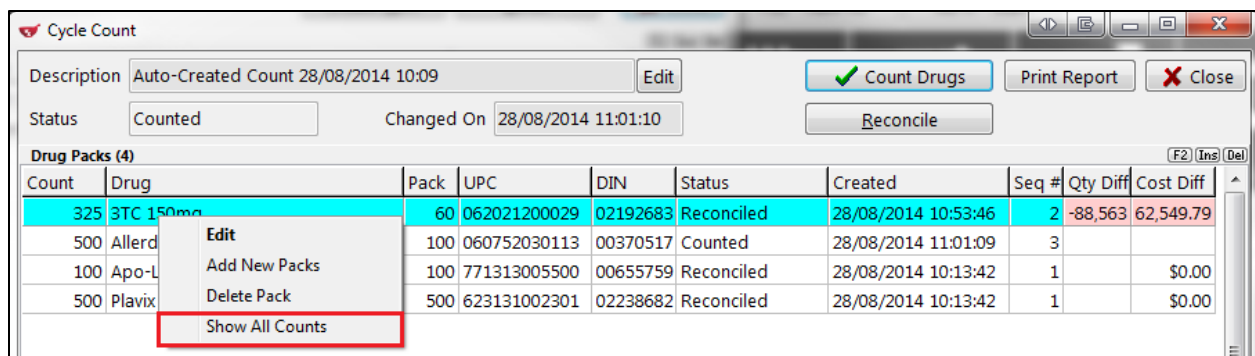 Cycle Count
Description Auto-Created Count 28/08/2014 10:09 Edit Count Drugs Print Report Close
Status Counted Changed On 28/08/2014 11:01:10 Reconcile
Drug Packs (4) F2 Ins Del
Count Drug Pack UPC DIN Status Created Seq # Qty Diff Cost Diff
325 3TC 150mg 60 062021200029 02192683 Reconciled 28/08/2014 10:53:46 2 -88,563 62,549.79
500 Allerd 100 060752030113 00370517 Counted 28/08/2014 11:01:09 3
100 Apo-L 100 771313005500 00655759 Reconciled 28/08/2014 10:13:42 1 $0.00
500 Plavix 500 623131002301 02238682 Reconciled 28/08/2014 10:13:42 1 $0.00
Edit
Add New Packs
Delete Pack
Show All Counts